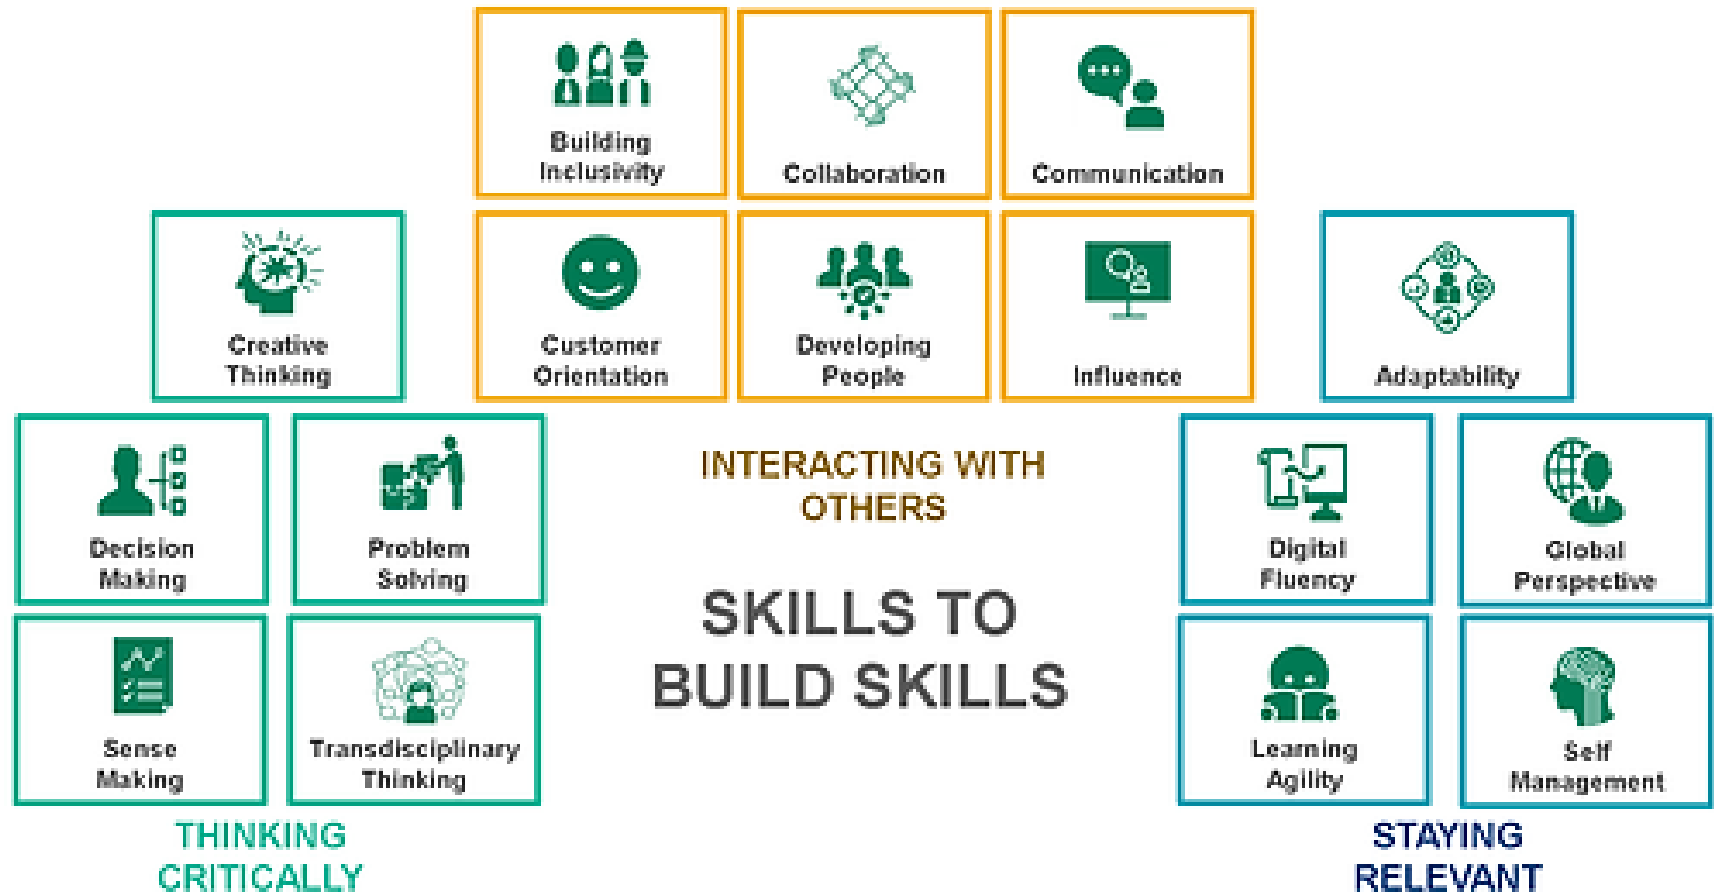 Building
Inclusivity
Collaboration
Communication
Creative
Thinking
Customer
Orientation
Developing
People
Influence
Adaptability
Decision
Making
Problem
Solving
INTERACTING WITH
OTHERS
Digital
Fluency
Global
Perspective
SKILLS TO
BUILD SKILLS
Sense
Making
Transdisciplinary
Thinking
Learning
Agility
Self
Management
THINKING
CRITICALLY
STAYING
RELEVANT